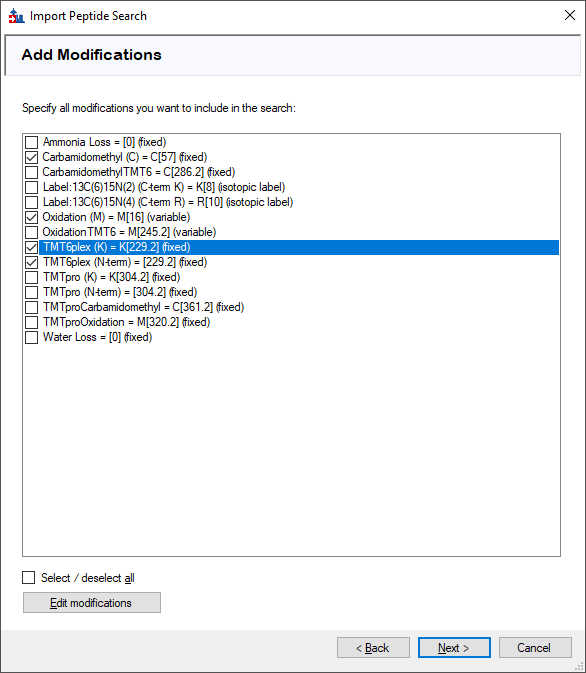 Import Peptide Search
Add Modifications
Specify all modifications you want to include in the search:
Ammonia Loss = [0] (fixed)
Carbamidomethyl (C) = C[57] (fixed)
CarbamidomethylTMT6 = C[286.2] (fixed)
Label:13C(6)15N(2) (C-term K) = K[8] (isotopic label)
Label:13C(6)15N(4) (C-term R) = R[10] (isotopic label)
Oxidation (M) = M[16] (variable)
OxidationTMT6 = M[245.2] (variable)
TMT6plex (K) = K[229.2] (fixed)
TMT6plex (N-term) = [229.2] (fixed)
TMTpro (K) = K[304.2] (fixed)
TMTpro (N-term) = [304.2] (fixed)
TMTproCarbamidomethyl = C[361.2] (fixed)
TMTproOxidation = M[320.2] (fixed)
Water Loss = [0] (fixed)
Select / deselect all
Edit modifications
< Back Next > Cancel